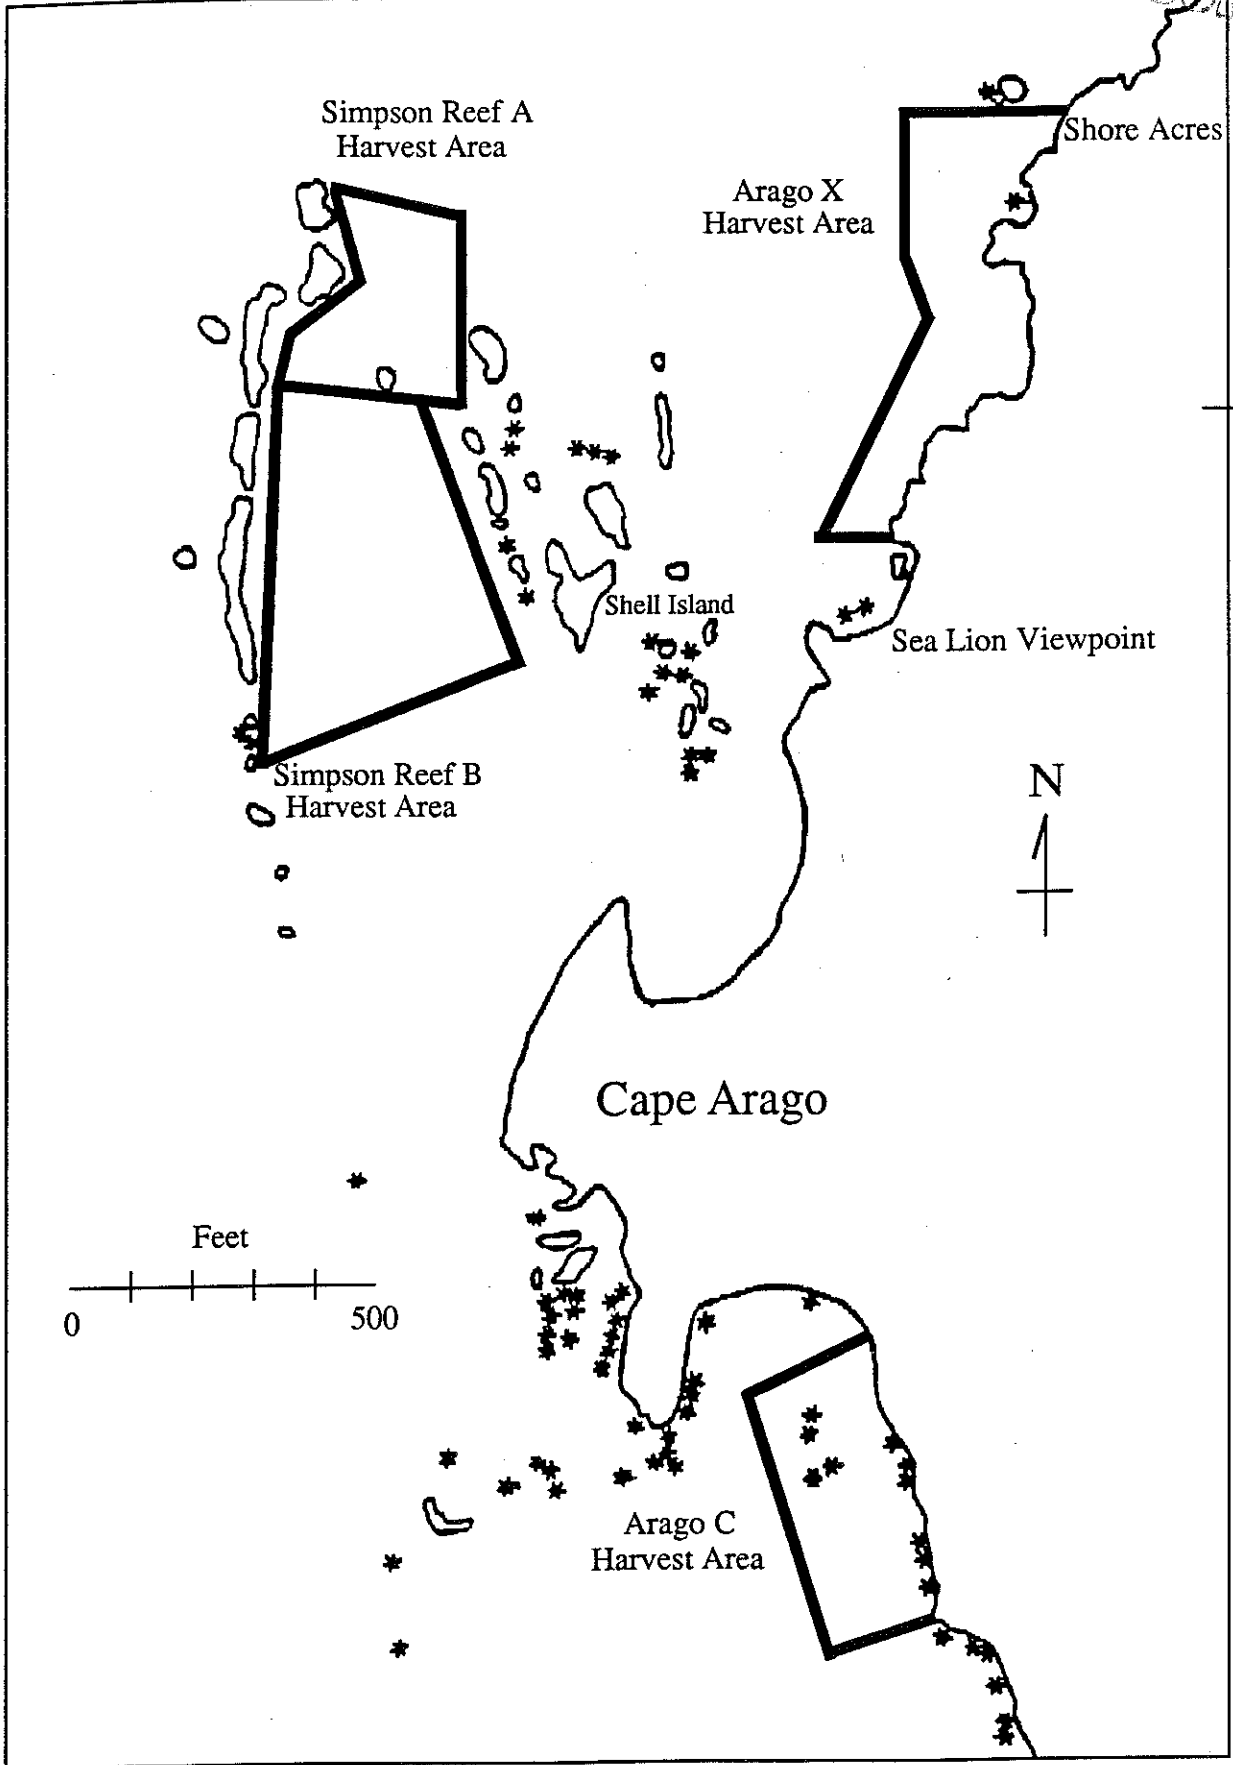 Simpson Reef A
Harvest Area
Shore Acres
Arago X
Harvest Area
Shell Island
Sea Lion Viewpoint
Simpson Reef B
Harvest Area
N
Cape Arago
Feet
0
500
Arago C
Harvest Area